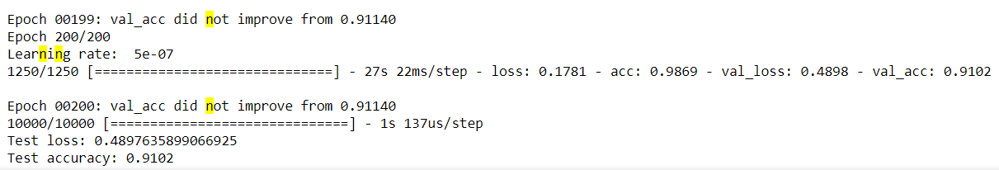 Epoch 00199: val_acc did not improve from 0.91140
Epoch 200/200
Learning rate:  5e-07
1250/1250 [==============================] - 27s 22ms/step - loss: 0.1781 - acc: 0.9869 - val_loss: 0.4898 - val_acc: 0.9102
Epoch 00200: val_acc did not improve from 0.91140
10000/10000 [==============================] - 1s 137us/step
Test loss: 0.4897635899066925
Test accuracy: 0.9102